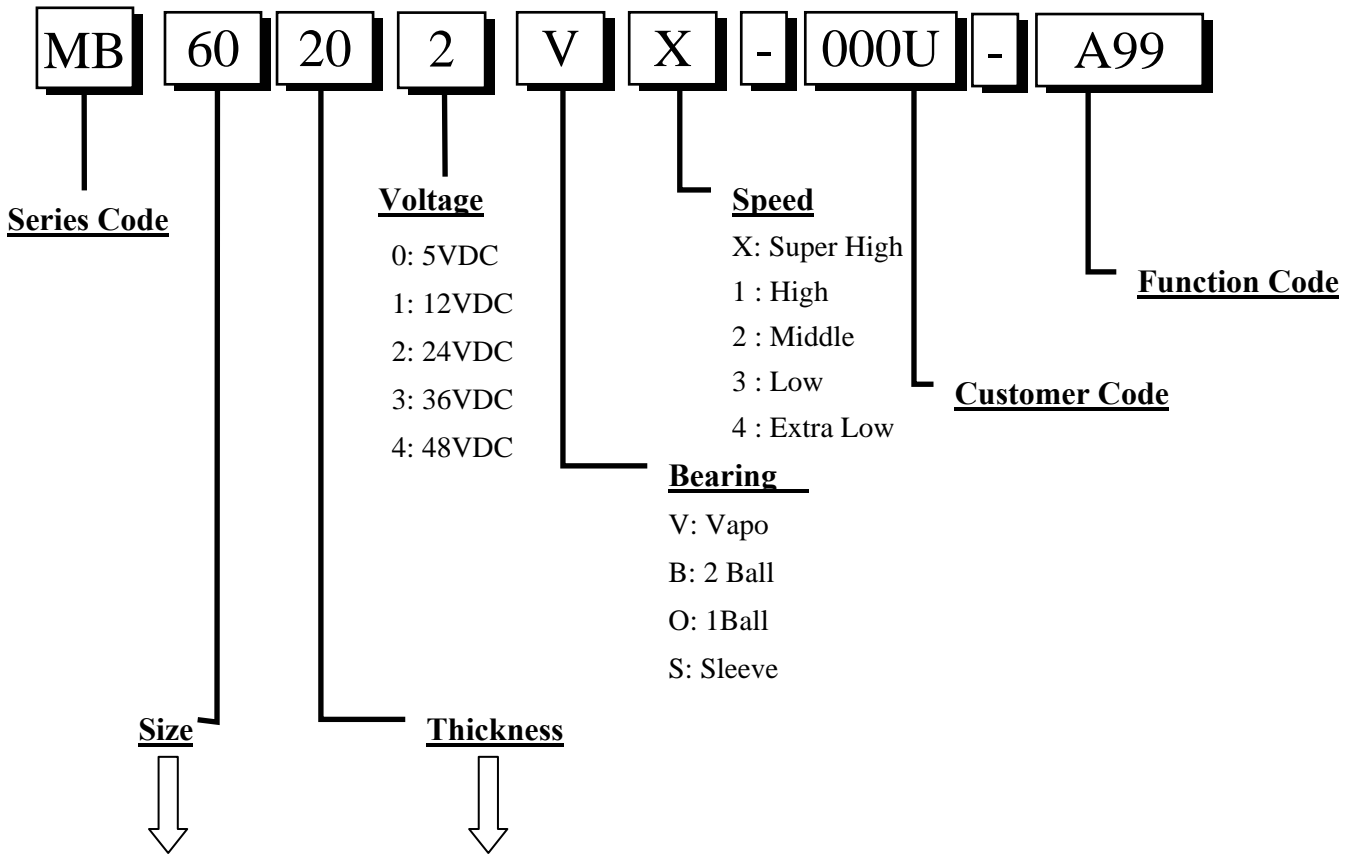 MB 60 20 2 V X - 000U - A99
Series Code
Voltage
0: 5VDC
1: 12VDC
2: 24VDC
3: 36VDC
4: 48VDC
Speed
X: Super High
1 : High
2 : Middle
3 : Low
4 : Extra Low
Function Code
Customer Code
Bearing
V: Vapo
B: 2 Ball
O: 1Ball
S: Sleeve
Size
Thickness